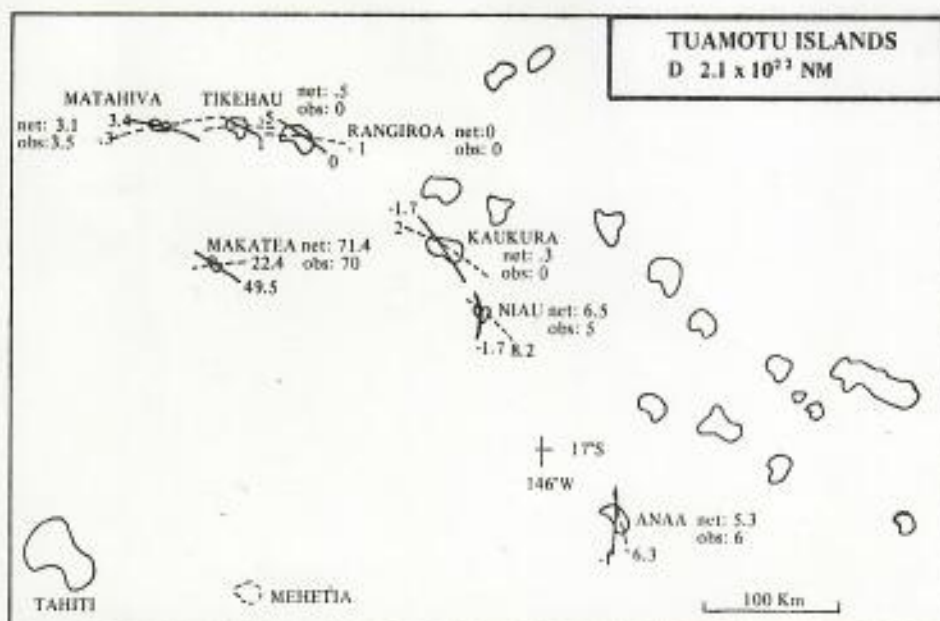 TUAMOTU ISLANDS
D 2.1 x 10²³ NM
MATAHIVA
net: 3.1
obs: 3.5
3.4
.3
TIKEHAU
net: .5
obs: 0
.5
1
RANGIROA
net:0
obs: 0
.1
0
MAKATEA
net: 71.4
obs: 70
22.4
49.5
-1.7
2
KAUKURA
net: .3
obs: 0
NIAU
net: 6.5
obs: 5
-1.7
8.2
17°S
146°W
ANAA
net: 5.3
obs: 6
6.3
TAHITI
MEHETIA
100 Km